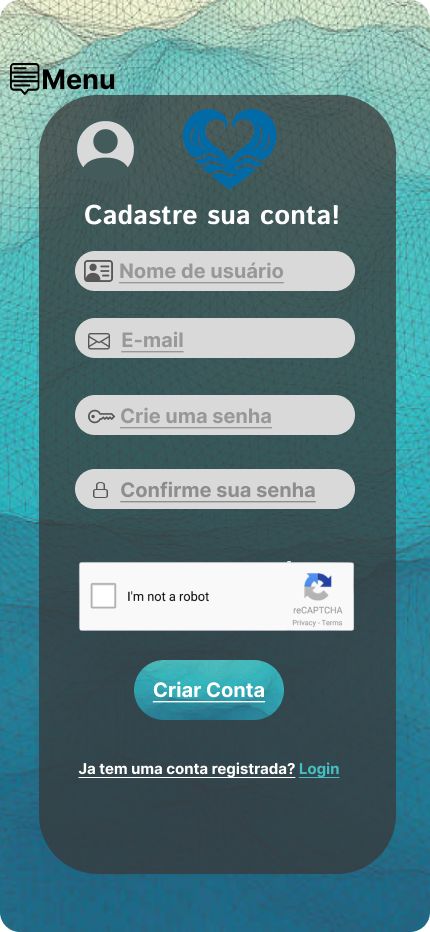 Menu
Cadastre sua conta!
Nome de usuário
E-mail
Crie uma senha
Confirme sua senha
I'm not a robot
reCAPTCHA
Privacy - Terms
Criar Conta
Ja tem uma conta registrada? Login